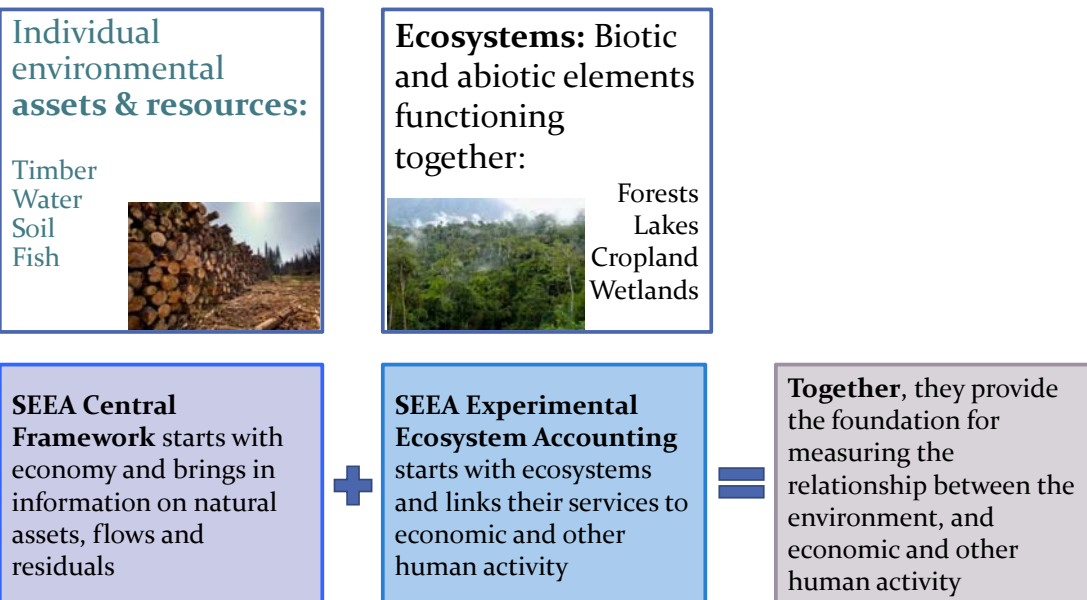 Individual
environmental
assets & resources:
Timber
Water
Soil
Fish
Ecosystems: Biotic
and abiotic elements
functioning
together:
Forests
Lakes
Cropland
Wetlands
SEEA Central
Framework starts with
economy and brings in
information on natural
assets, flows and
residuals
SEEA Experimental
Ecosystem Accounting
starts with ecosystems
and links their services to
economic and other
human activity
Together, they provide
the foundation for
measuring the
relationship between the
environment, and
economic and other
human activity